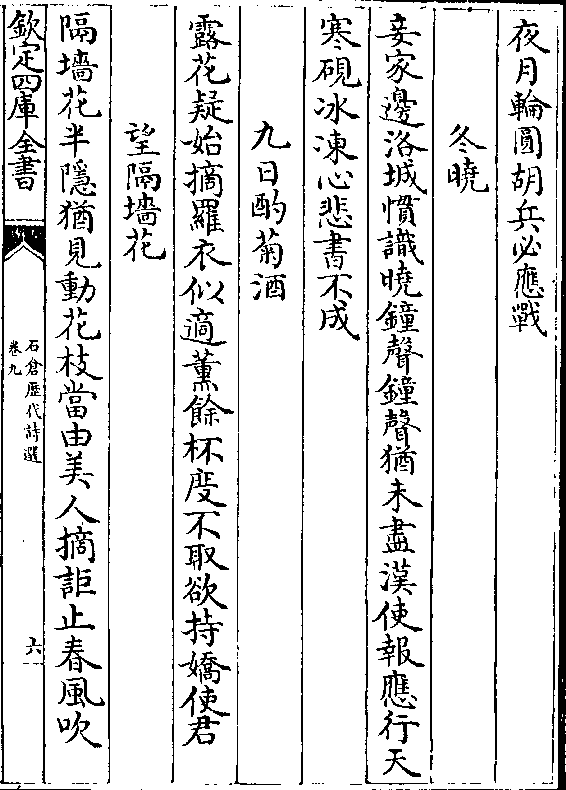 夜月輪圓胡兵必應戰
冬曉
妾家邊洛城慣識曉鐘聲鐘聲猶未盡漢使報應行天
寒硯冰凍心悲書不成
九日酌菊酒
露花疑始摘羅衣似適薰餘杯度不取欲持嬌使君
望隔墻花
隔墻花半隱猶見動花枝當由美人摘詎止春風吹
欽定四庫全書
石倉歷代詩選
卷九
六